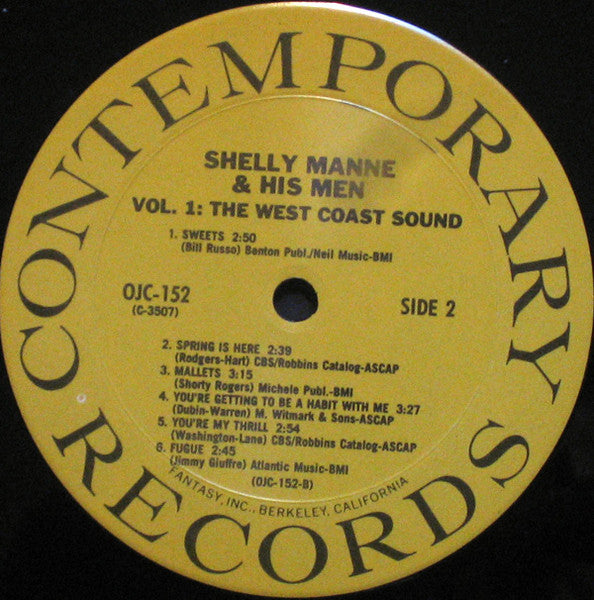 CONTEMPORARY
RECORDS
SHELLY MANNE
& HIS MEN
VOL. 1: THE WEST COAST SOUND
1. SWEETS 2:50
(Bill Russo) Benton Publ./Neil Music-BMI
OJC-152
(C-3507)
SIDE 2
2. SPRING IS HERE 2:39
(Rodgers-Hart) CBS/Robbins Catalog-ASCAP
3. MALLETS 3:15
(Shorty Rogers) Michele Publ.-BMI
4. YOU'RE GETTING TO BE A HABIT WITH ME 3:27
(Dubin-Warren) M. Witmark & Sons-ASCAP
5. YOU'RE MY THRILL 2:54
(Washington-Lane) CBS/Robbins Catalog-ASCAP
6. FUGUE 2:45
(Jimmy Giuffre) Atlantic Music-BMI
(OJC-152-B)
FANTASY, INC., BERKELEY, CALIFORNIA